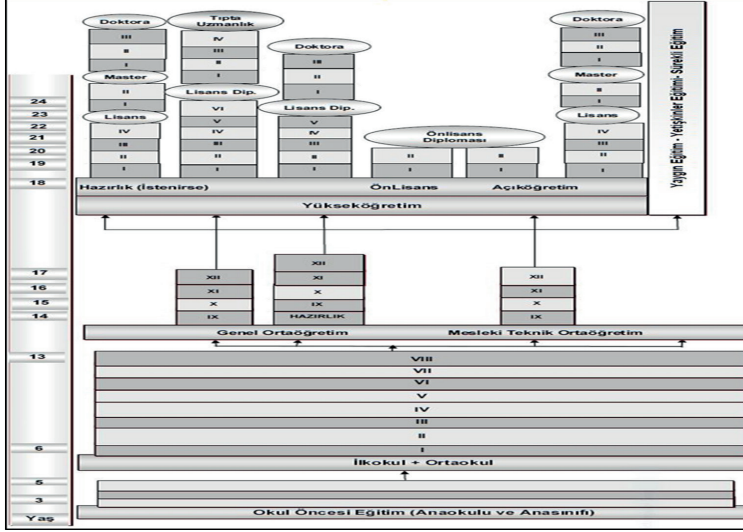 Doktora
III
II
I
Master
II
I
Lisans
IV
III
II
I
Tıpta Uzmanlık
IV
III
II
I
Lisans Dip.
VI
V
IV
III
II
I
Doktora
III
II
I
Lisans Dip.
V
IV
III
II
I
Önlisans
Diploması
II
I
II
I
Doktora
III
II
I
Master
II
I
Lisans
IV
III
II
I
Yaygın Eğitim - Yetişkinler Eğitimi- Sürekli Eğitim
24
23
22
21
20
19
18
Hazırlık (İstenirse) ÖnLisans Açıköğretim
Yükseköğretim
17
16
15
14
XII
XI
X
IX
XII
XI
X
IX
HAZIRLIK
XII
XI
X
IX
Genel Ortaöğretim Mesleki Teknik Ortaöğretim
13
VIII
VII
VI
V
IV
III
II
I
6
İlkokul + Ortaokul
5
3
Yaş
Okul Öncesi Eğitim (Anaokulu ve Anasınıfı)